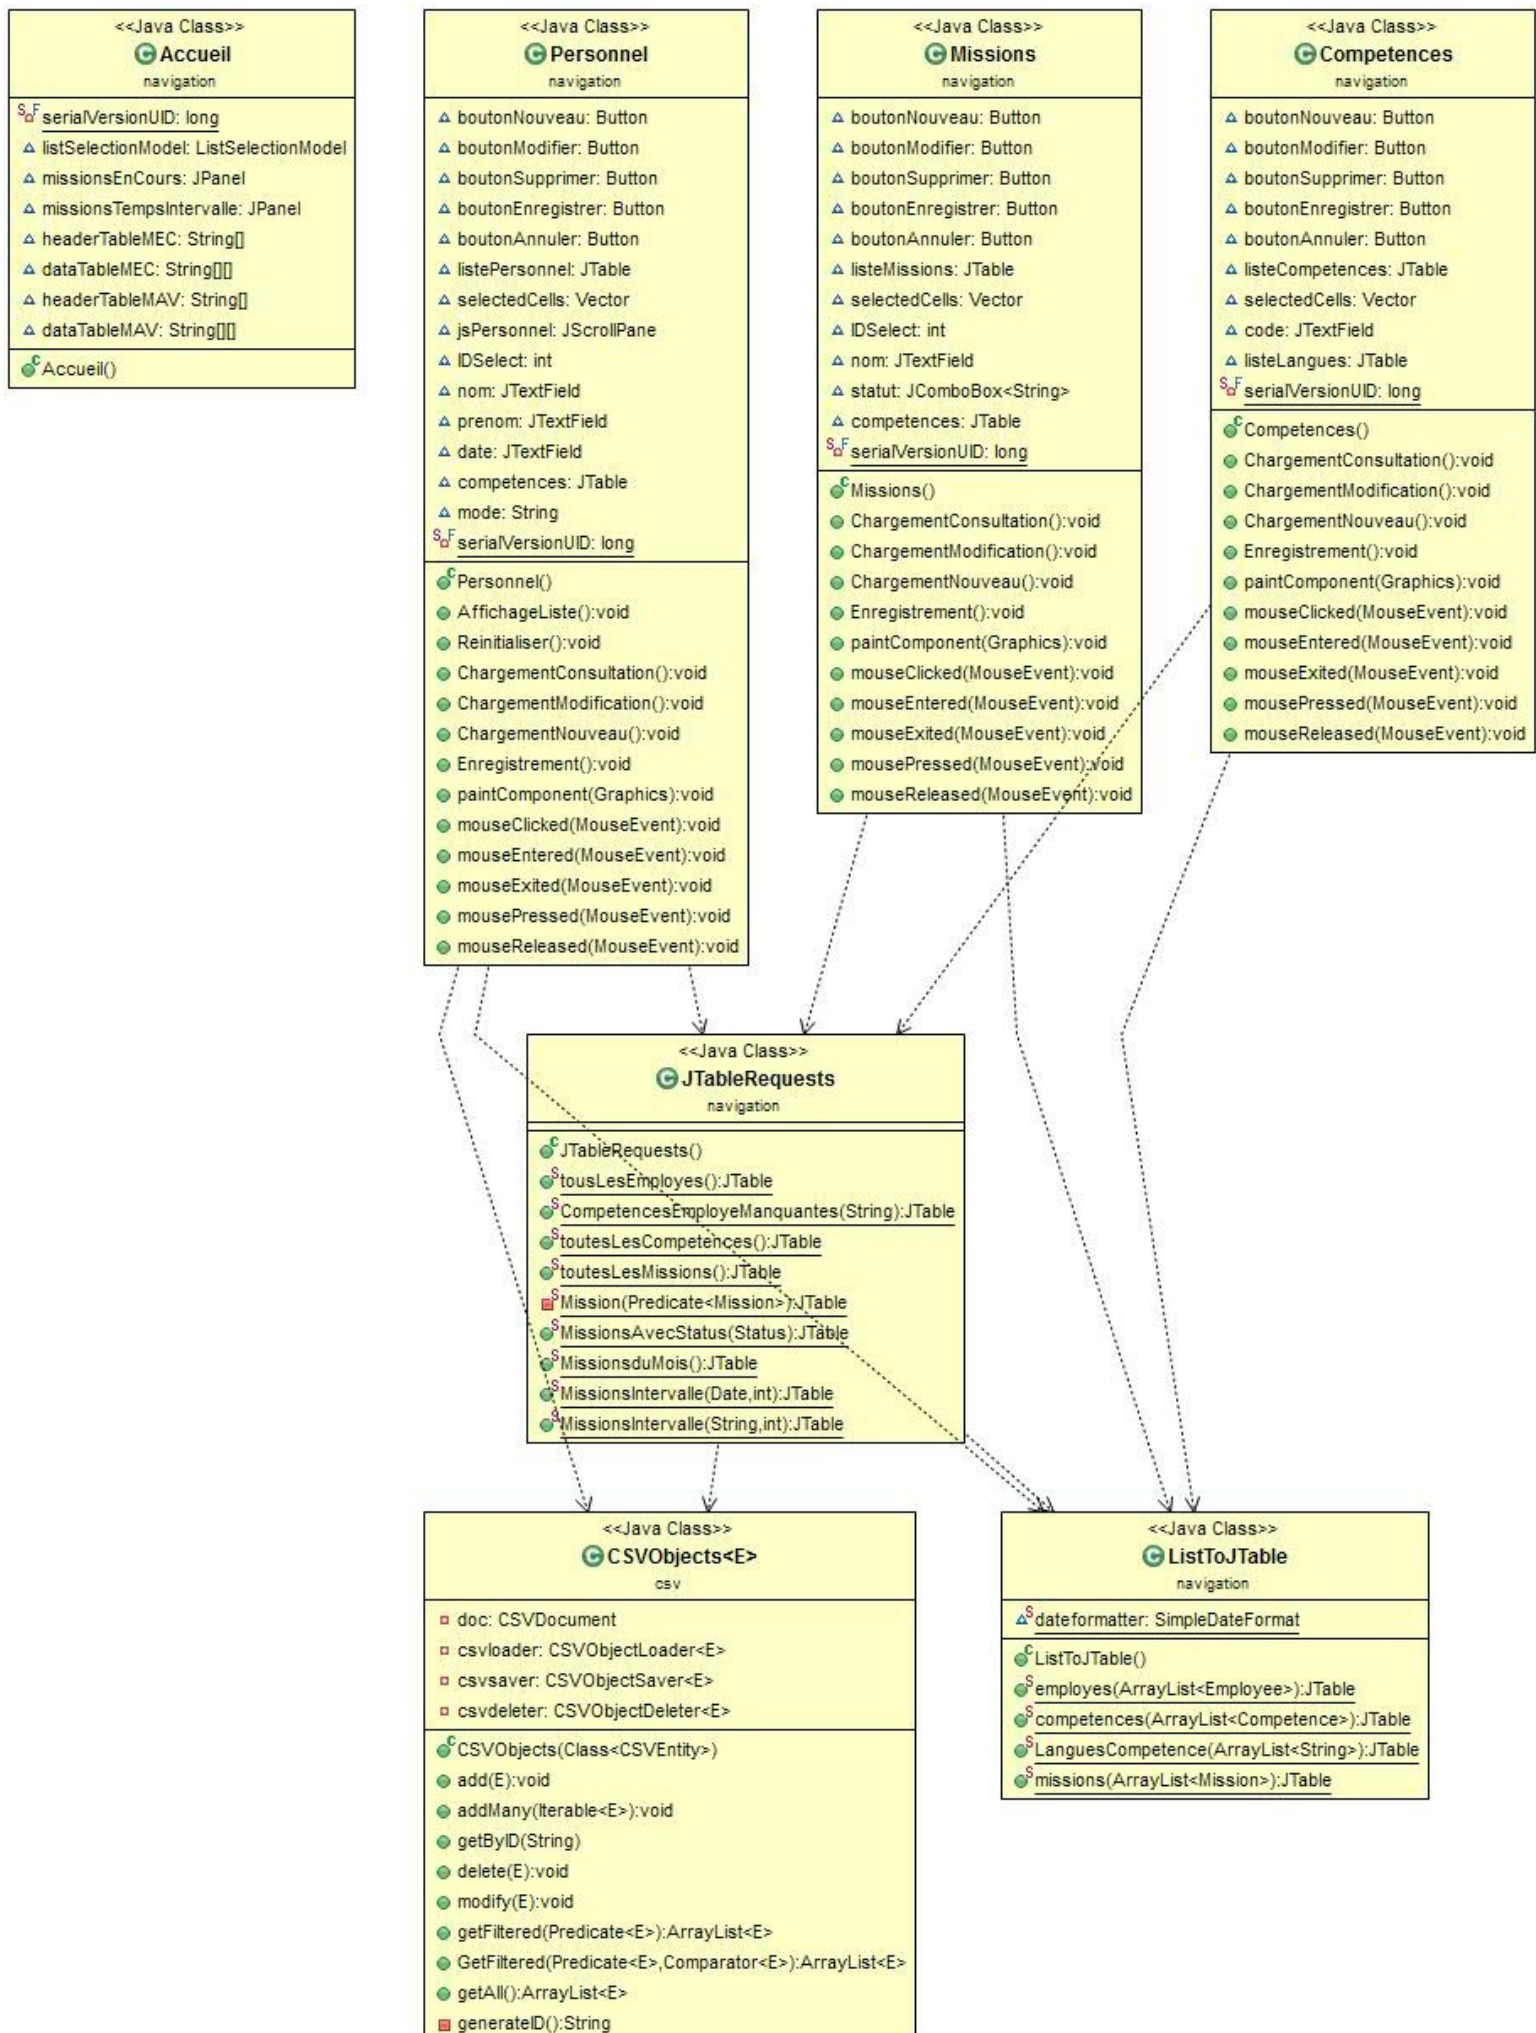 <<Java Class>>
Accueil
navigation
serialVersionUID: long
listSelectionModel: ListSelectionModel
missionsEnCours: JPanel
missionsTempsIntervalle: JPanel
headerTableMEC: String[]
dataTableMEC: String[][]
headerTableMAV: String[]
dataTableMAV: String[][]
Accueil()
<<Java Class>>
Personnel
navigation
boutonNouveau: Button
boutonModifier: Button
boutonSupprimer: Button
boutonEnregistrer: Button
boutonAnnuler: Button
listePersonnel: JTable
selectedCells: Vector
jsPersonnel: JScrollPane
IDSelect: int
nom: JTextField
prenom: JTextField
date: JTextField
competences: JTable
mode: String
serialVersionUID: long
Personnel()
AffichageListe():void
Reinitialiser():void
ChargementConsultation():void
ChargementModification():void
ChargementNouveau():void
Enregistrement():void
paintComponent(Graphics):void
mouseClicked(MouseEvent):void
mouseEntered(MouseEvent):void
mouseExited(MouseEvent):void
mousePressed(MouseEvent):void
mouseReleased(MouseEvent):void
<<Java Class>>
Missions
navigation
boutonNouveau: Button
boutonModifier: Button
boutonSupprimer: Button
boutonEnregistrer: Button
boutonAnnuler: Button
listeMissions: JTable
selectedCells: Vector
IDSelect: int
nom: JTextField
statut: JComboBox<String>
competences: JTable
serialVersionUID: long
Missions()
ChargementConsultation():void
ChargementModification():void
ChargementNouveau():void
Enregistrement():void
paintComponent(Graphics):void
mouseClicked(MouseEvent):void
mouseEntered(MouseEvent):void
mouseExited(MouseEvent):void
mousePressed(MouseEvent):void
mouseReleased(MouseEvent):void
<<Java Class>>
Competences
navigation
boutonNouveau: Button
boutonModifier: Button
boutonSupprimer: Button
boutonEnregistrer: Button
boutonAnnuler: Button
listeCompetences: JTable
selectedCells: Vector
code: JTextField
listeLangues: JTable
serialVersionUID: long
Competences()
ChargementConsultation():void
ChargementModification():void
ChargementNouveau():void
Enregistrement():void
paintComponent(Graphics):void
mouseClicked(MouseEvent):void
mouseEntered(MouseEvent):void
mouseExited(MouseEvent):void
mousePressed(MouseEvent):void
mouseReleased(MouseEvent):void
<<Java Class>>
JTableRequests
navigation
JTableRequests()
tousLesEmployes():JTable
CompetencesEmployeManquantes(String):JTable
toutesLesCompetences():JTable
toutesLesMissions():JTable
Mission(Predicate<Mission>):JTable
MissionsAvecStatus(Status):JTable
MissionsduMois():JTable
MissionsIntervalle(Date,int):JTable
MissionsIntervalle(String,int):JTable
<<Java Class>>
CSVObjects<E>
csv
doc: CSVDocument
csvloader: CSVObjectLoader<E>
csvsaver: CSVObjectSaver<E>
csvdeleter: CSVObjectDeleter<E>
CSVObjects(Class<CSVEntity>)
add(E):void
addMany(Iterable<E>):void
getByID(String)
delete(E):void
modify(E):void
getFiltered(Predicate<E>):ArrayList<E>
GetFiltered(Predicate<E>,Comparator<E>):ArrayList<E>
getAll():ArrayList<E>
generateID():String
<<Java Class>>
ListToJTable
navigation
dateformatter: SimpleDateFormat
ListToJTable()
employes(ArrayList<Employee>):JTable
competences(ArrayList<Competence>):JTable
LanguesCompetence(ArrayList<String>):JTable
missions(ArrayList<Mission>):JTable